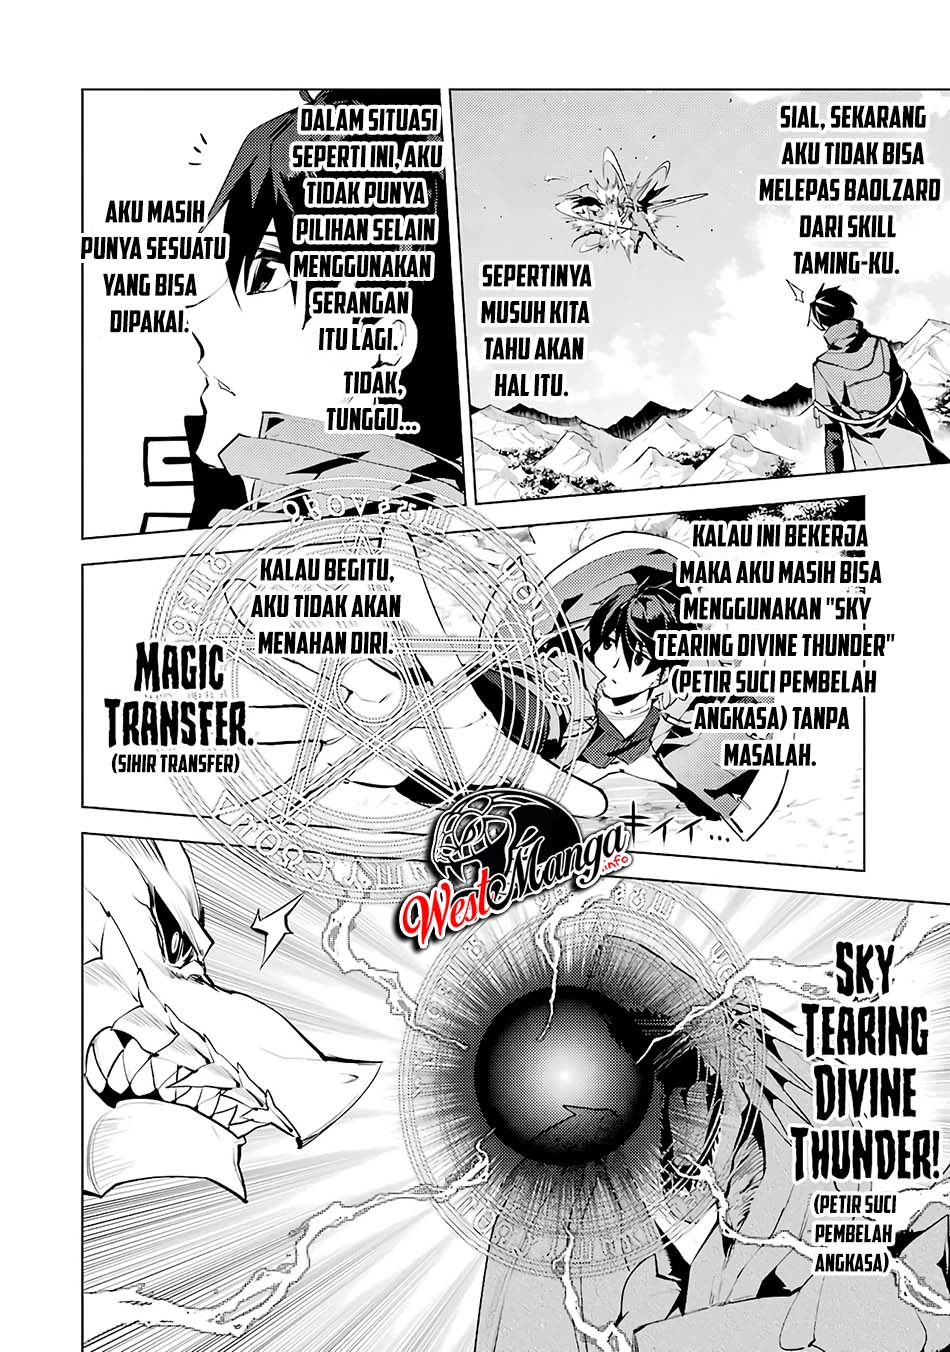 SIAL, SEKARANG
AKU TIDAK BISA
MELEPAS BAOLZARD
DARI SKILL
TAMING-KU.
SEPERTINYA
MUSUH KITA
TAHU AKAN
HAL ITU.
DALAM SITUASI
SEPERTI INI, AKU
TIDAK PUNYA
PILIHAN SELAIN
MENGGUNAKAN
SERANGAN
ITU LAGI.
TIDAK,
TUNGGU...
AKU MASIH
PUNYA SESUATU
YANG BISA
DIPAKAI.
KALAU INI BEKERJA
MAKA AKU MASIH BISA
MENGGUNAKAN "SKY
TEARING DIVINE THUNDER"
(PETIR SUCI PEMBELAH
ANGKASA) TANPA
MASALAH.
KALAU BEGITU,
AKU TIDAK AKAN
MENAHAN DIRI.
MAGIC
TRANSFER.
(SIHIR TRANSFER)
WestManga
.info
SKY
TEARING
DIVINE
THUNDER!
(PETIR SUCI
PEMBELAH
ANGKASA)